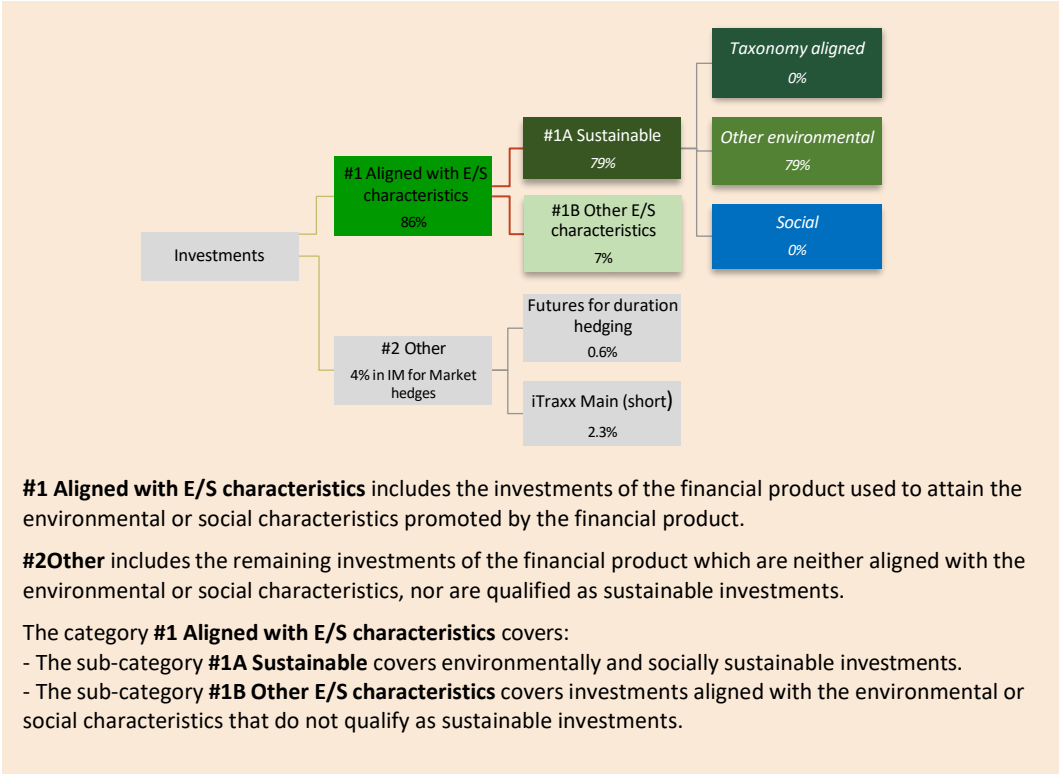 Taxonomy aligned
0%
#1A Sustainable
79%
Other environmental
79%
#1 Aligned with E/S
characteristics
86%
#1B Other E/S
characteristics
7%
Social
0%
Investments
Futures for duration
hedging
0.6%
#2 Other
4% in IM for Market
hedges
iTraxx Main (short)
2.3%
#1 Aligned with E/S characteristics includes the investments of the financial product used to attain the
environmental or social characteristics promoted by the financial product.
#2Other includes the remaining investments of the financial product which are neither aligned with the
environmental or social characteristics, nor are qualified as sustainable investments.
The category #1 Aligned with E/S characteristics covers:
- The sub-category #1A Sustainable covers environmentally and socially sustainable investments.
- The sub-category #1B Other E/S characteristics covers investments aligned with the environmental or
social characteristics that do not qualify as sustainable investments.